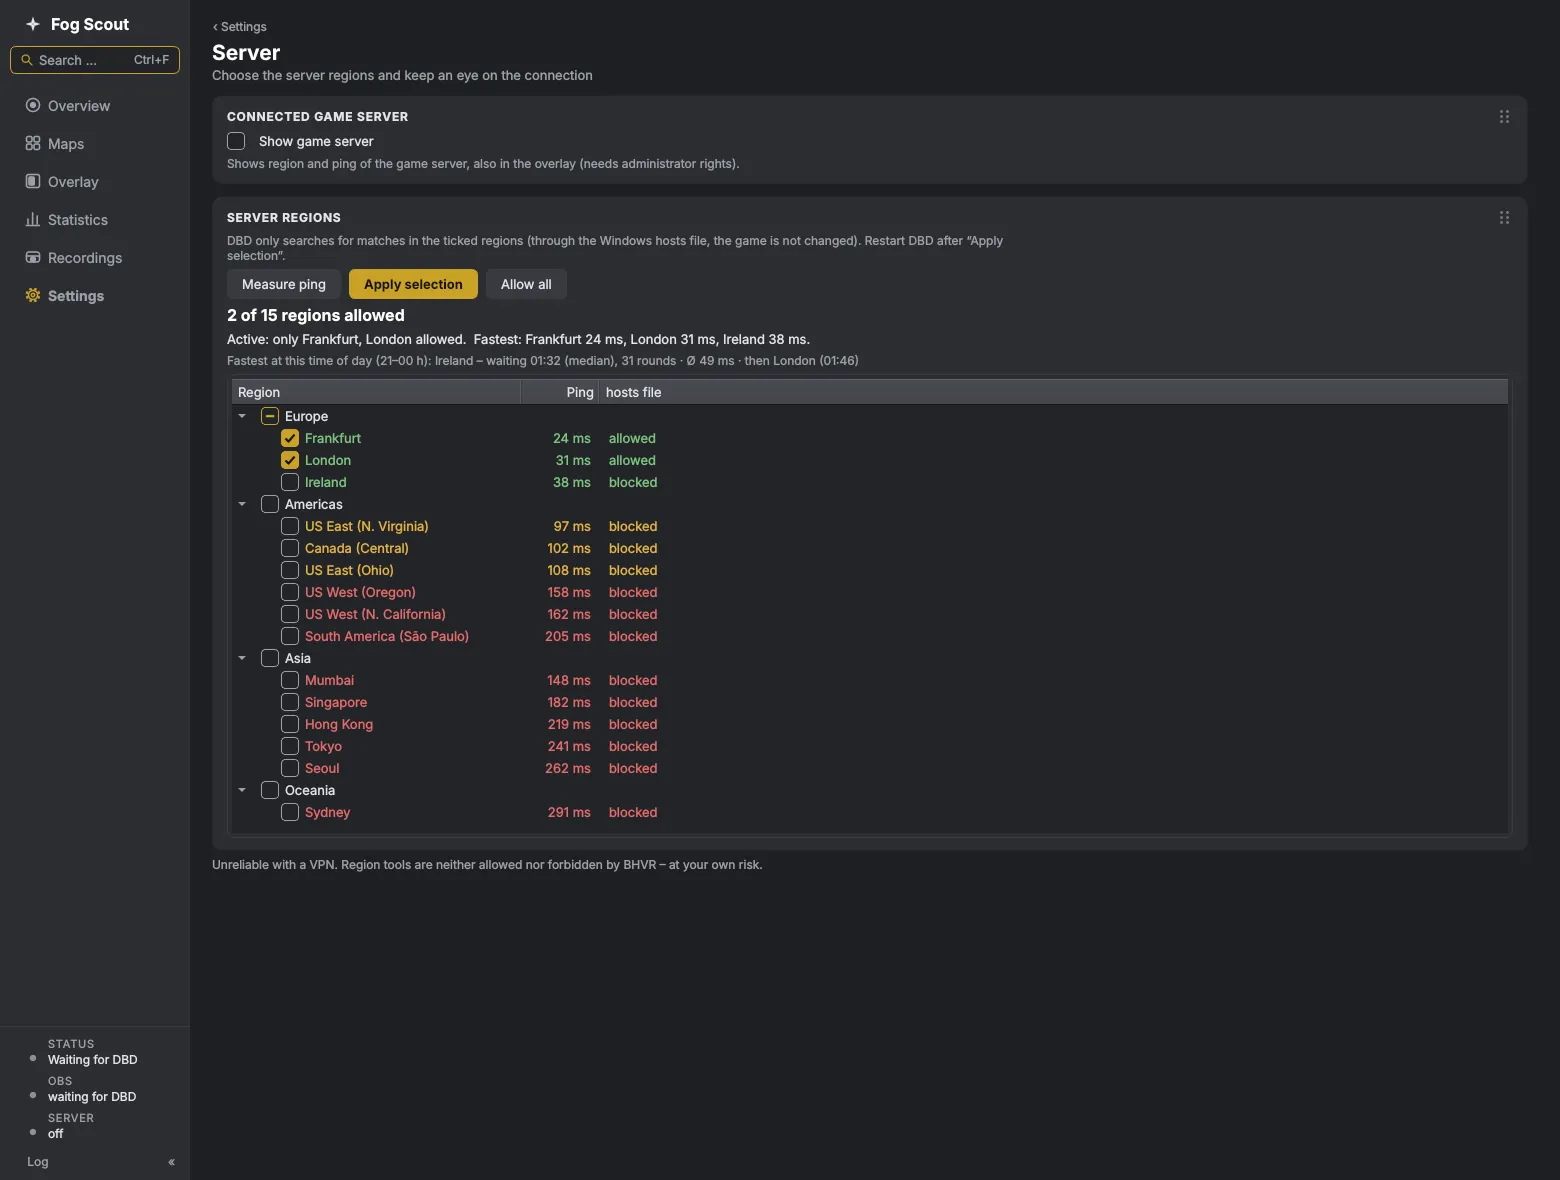 Fog Scout
Search ... Ctrl+F
Overview
Maps
Overlay
Statistics
Recordings
Settings
STATUS
Waiting for DBD
OBS
waiting for DBD
SERVER
off
Log «
‹ Settings
Server
Choose the server regions and keep an eye on the connection
CONNECTED GAME SERVER
Show game server
Shows region and ping of the game server, also in the overlay (needs administrator rights).
SERVER REGIONS
DBD only searches for matches in the ticked regions (through the Windows hosts file, the game is not changed). Restart DBD after “Apply
selection”.
Measure ping Apply selection Allow all
2 of 15 regions allowed
Active: only Frankfurt, London allowed. Fastest: Frankfurt 24 ms, London 31 ms, Ireland 38 ms.
Fastest at this time of day (21–00 h): Ireland – waiting 01:32 (median), 31 rounds · Ø 49 ms · then London (01:46)
Region Ping hosts file
Europe
Frankfurt 24 ms allowed
London 31 ms allowed
Ireland 38 ms blocked
Americas
US East (N. Virginia) 97 ms blocked
Canada (Central) 102 ms blocked
US East (Ohio) 108 ms blocked
US West (Oregon) 158 ms blocked
US West (N. California) 162 ms blocked
South America (São Paulo) 205 ms blocked
Asia
Mumbai 148 ms blocked
Singapore 182 ms blocked
Hong Kong 219 ms blocked
Tokyo 241 ms blocked
Seoul 262 ms blocked
Oceania
Sydney 291 ms blocked
Unreliable with a VPN. Region tools are neither allowed nor forbidden by BHVR – at your own risk.